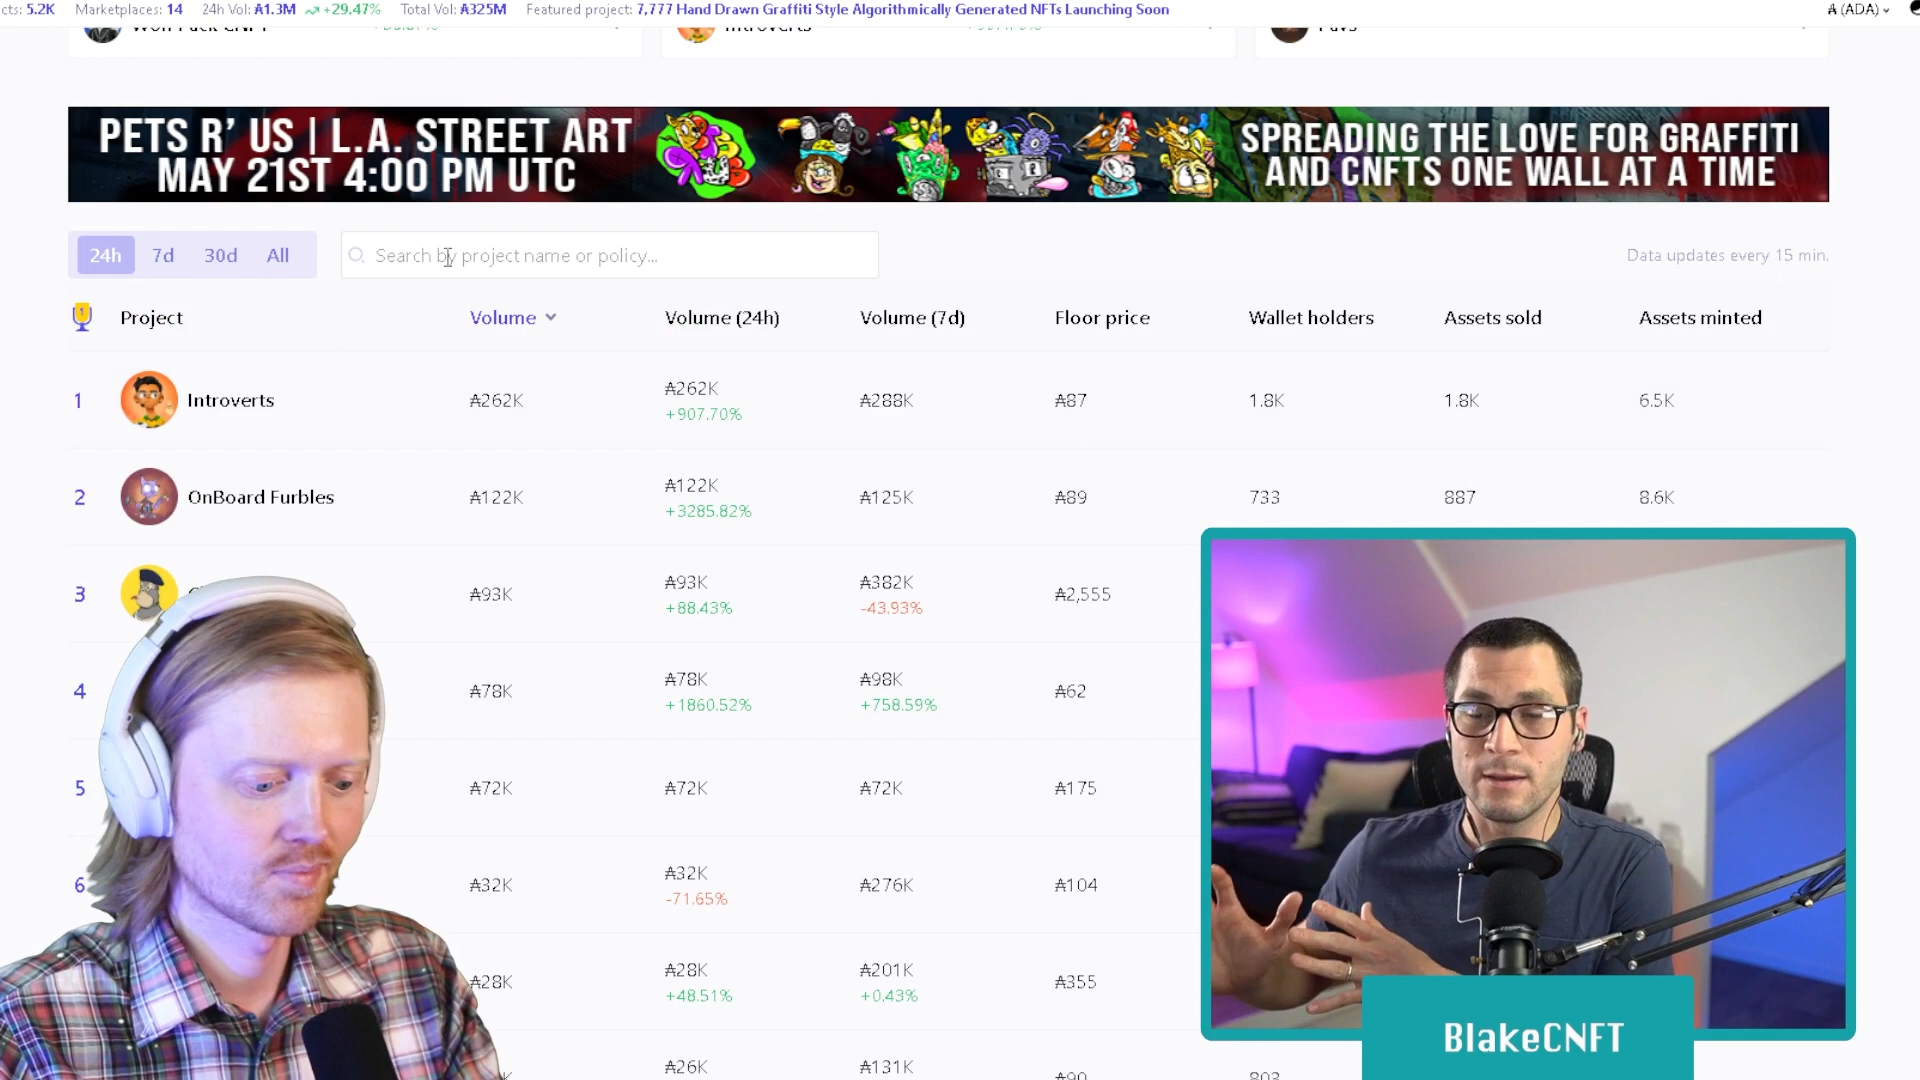 cts: 5.2K Marketplaces: 14 24h Vol: ₳1.3M +29.47% Total Vol: ₳325M Featured project: 7,777 Hand Drawn Graffiti Style Algorithmically Generated NFTs Launching Soon ₳ (ADA)
Introverts
PETS R' US | L.A. STREET ART
MAY 21ST 4:00 PM UTC
SPREADING THE LOVE FOR GRAFFITI
AND CNFTS ONE WALL AT A TIME
24h 7d 30d All Search by project name or policy... Data updates every 15 min.
1 Project Volume Volume (24h) Volume (7d) Floor price Wallet holders Assets sold Assets minted
1 Introverts ₳262K ₳262K +907.70% ₳288K ₳87 1.8K 1.8K 6.5K
2 OnBoard Furbles ₳122K ₳122K +3285.82% ₳125K ₳89 733 887 8.6K
3 ₳93K ₳93K +88.43% ₳382K -43.93% ₳2,555
4 ₳78K ₳78K +1860.52% ₳98K +758.59% ₳62
5 ₳72K ₳72K ₳72K ₳175
6 ₳32K ₳32K -71.65% ₳276K ₳104
₳28K ₳28K +48.51% ₳201K +0.43% ₳355
₳26K ₳131K ₳90 803
BlakeCNFT